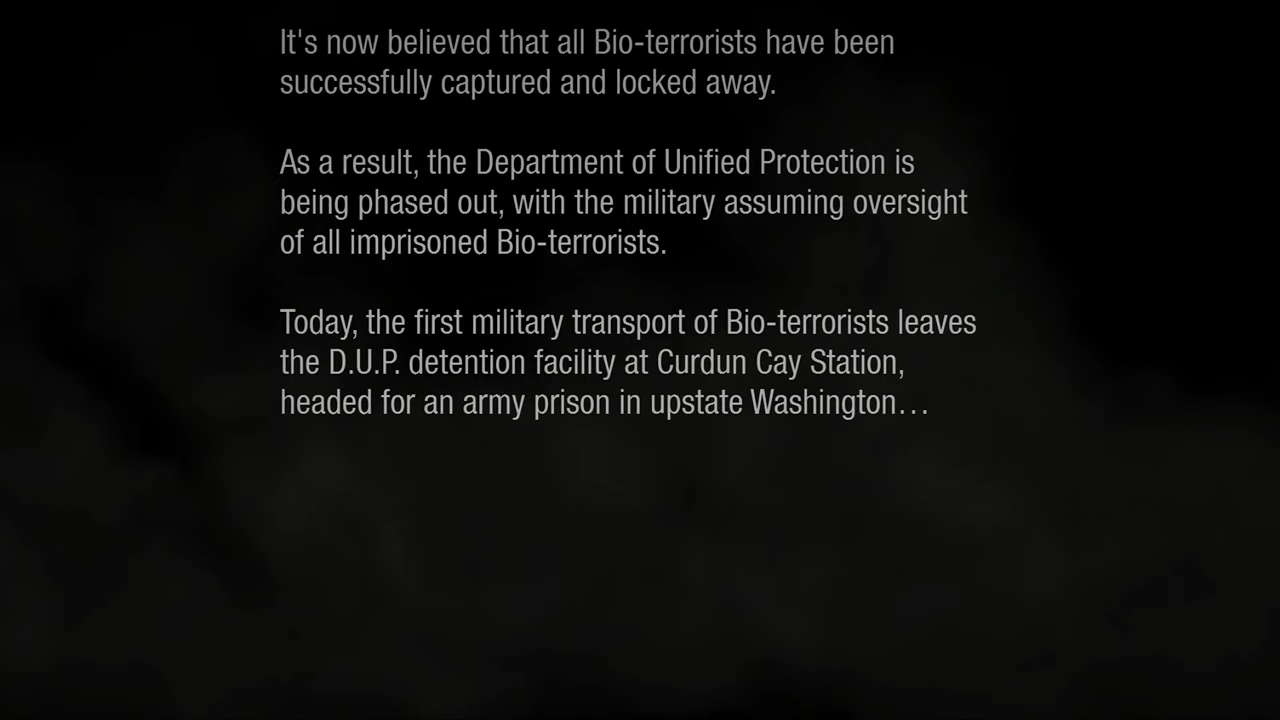 It's now believed that all Bio-terrorists have been
successfully captured and locked away.
As a result, the Department of Unified Protection is
being phased out, with the military assuming oversight
of all imprisoned Bio-terrorists.
Today, the first military transport of Bio-terrorists leaves
the D.U.P. detention facility at Curdun Cay Station,
headed for an army prison in upstate Washington…